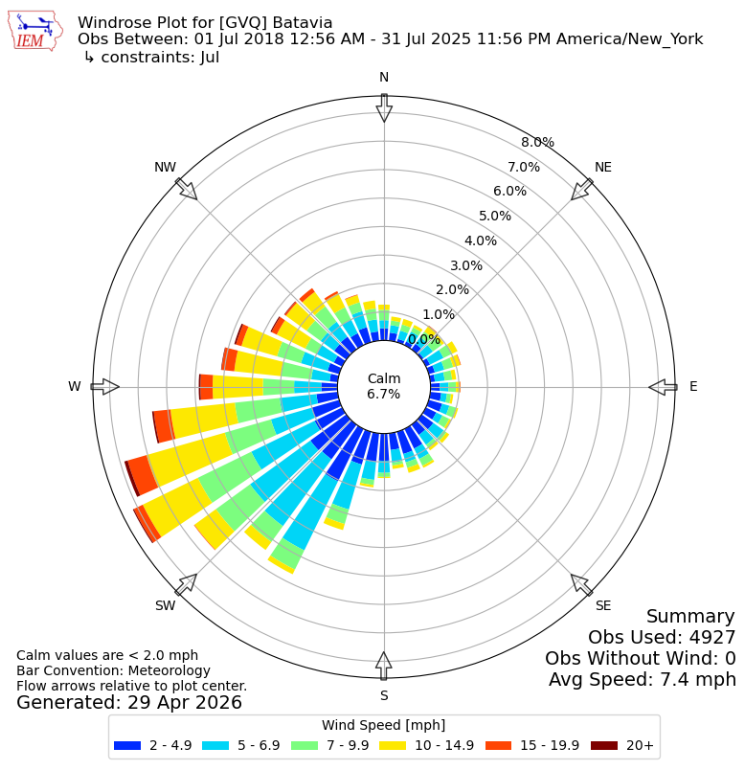 IEM
Windrose Plot for [GVQ] Batavia
Obs Between: 01 Jul 2018 12:56 AM - 31 Jul 2025 11:56 PM America/New_York
↳ constraints: Jul
N
NW
NE
8.0%
7.0%
6.0%
5.0%
4.0%
3.0%
2.0%
1.0%
0.0%
Calm
6.7%
W
E
SW
SE
S
Summary
Obs Used: 4927
Obs Without Wind: 0
Avg Speed: 7.4 mph
Calm values are < 2.0 mph
Bar Convention: Meteorology
Flow arrows relative to plot center.
Generated: 29 Apr 2026
Wind Speed [mph]
2 - 4.9 5 - 6.9 7 - 9.9 10 - 14.9 15 - 19.9 20+